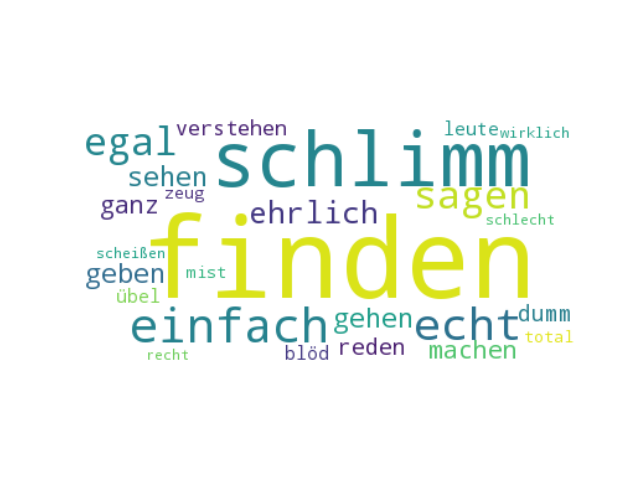 verstehen leute wirklich
egal schlimm
sehen
zeug sagen
ganz ehrlich
schlecht
finden
scheißen
geben mist
übel
einfach gehen echt dumm
total
recht blöd reden machen